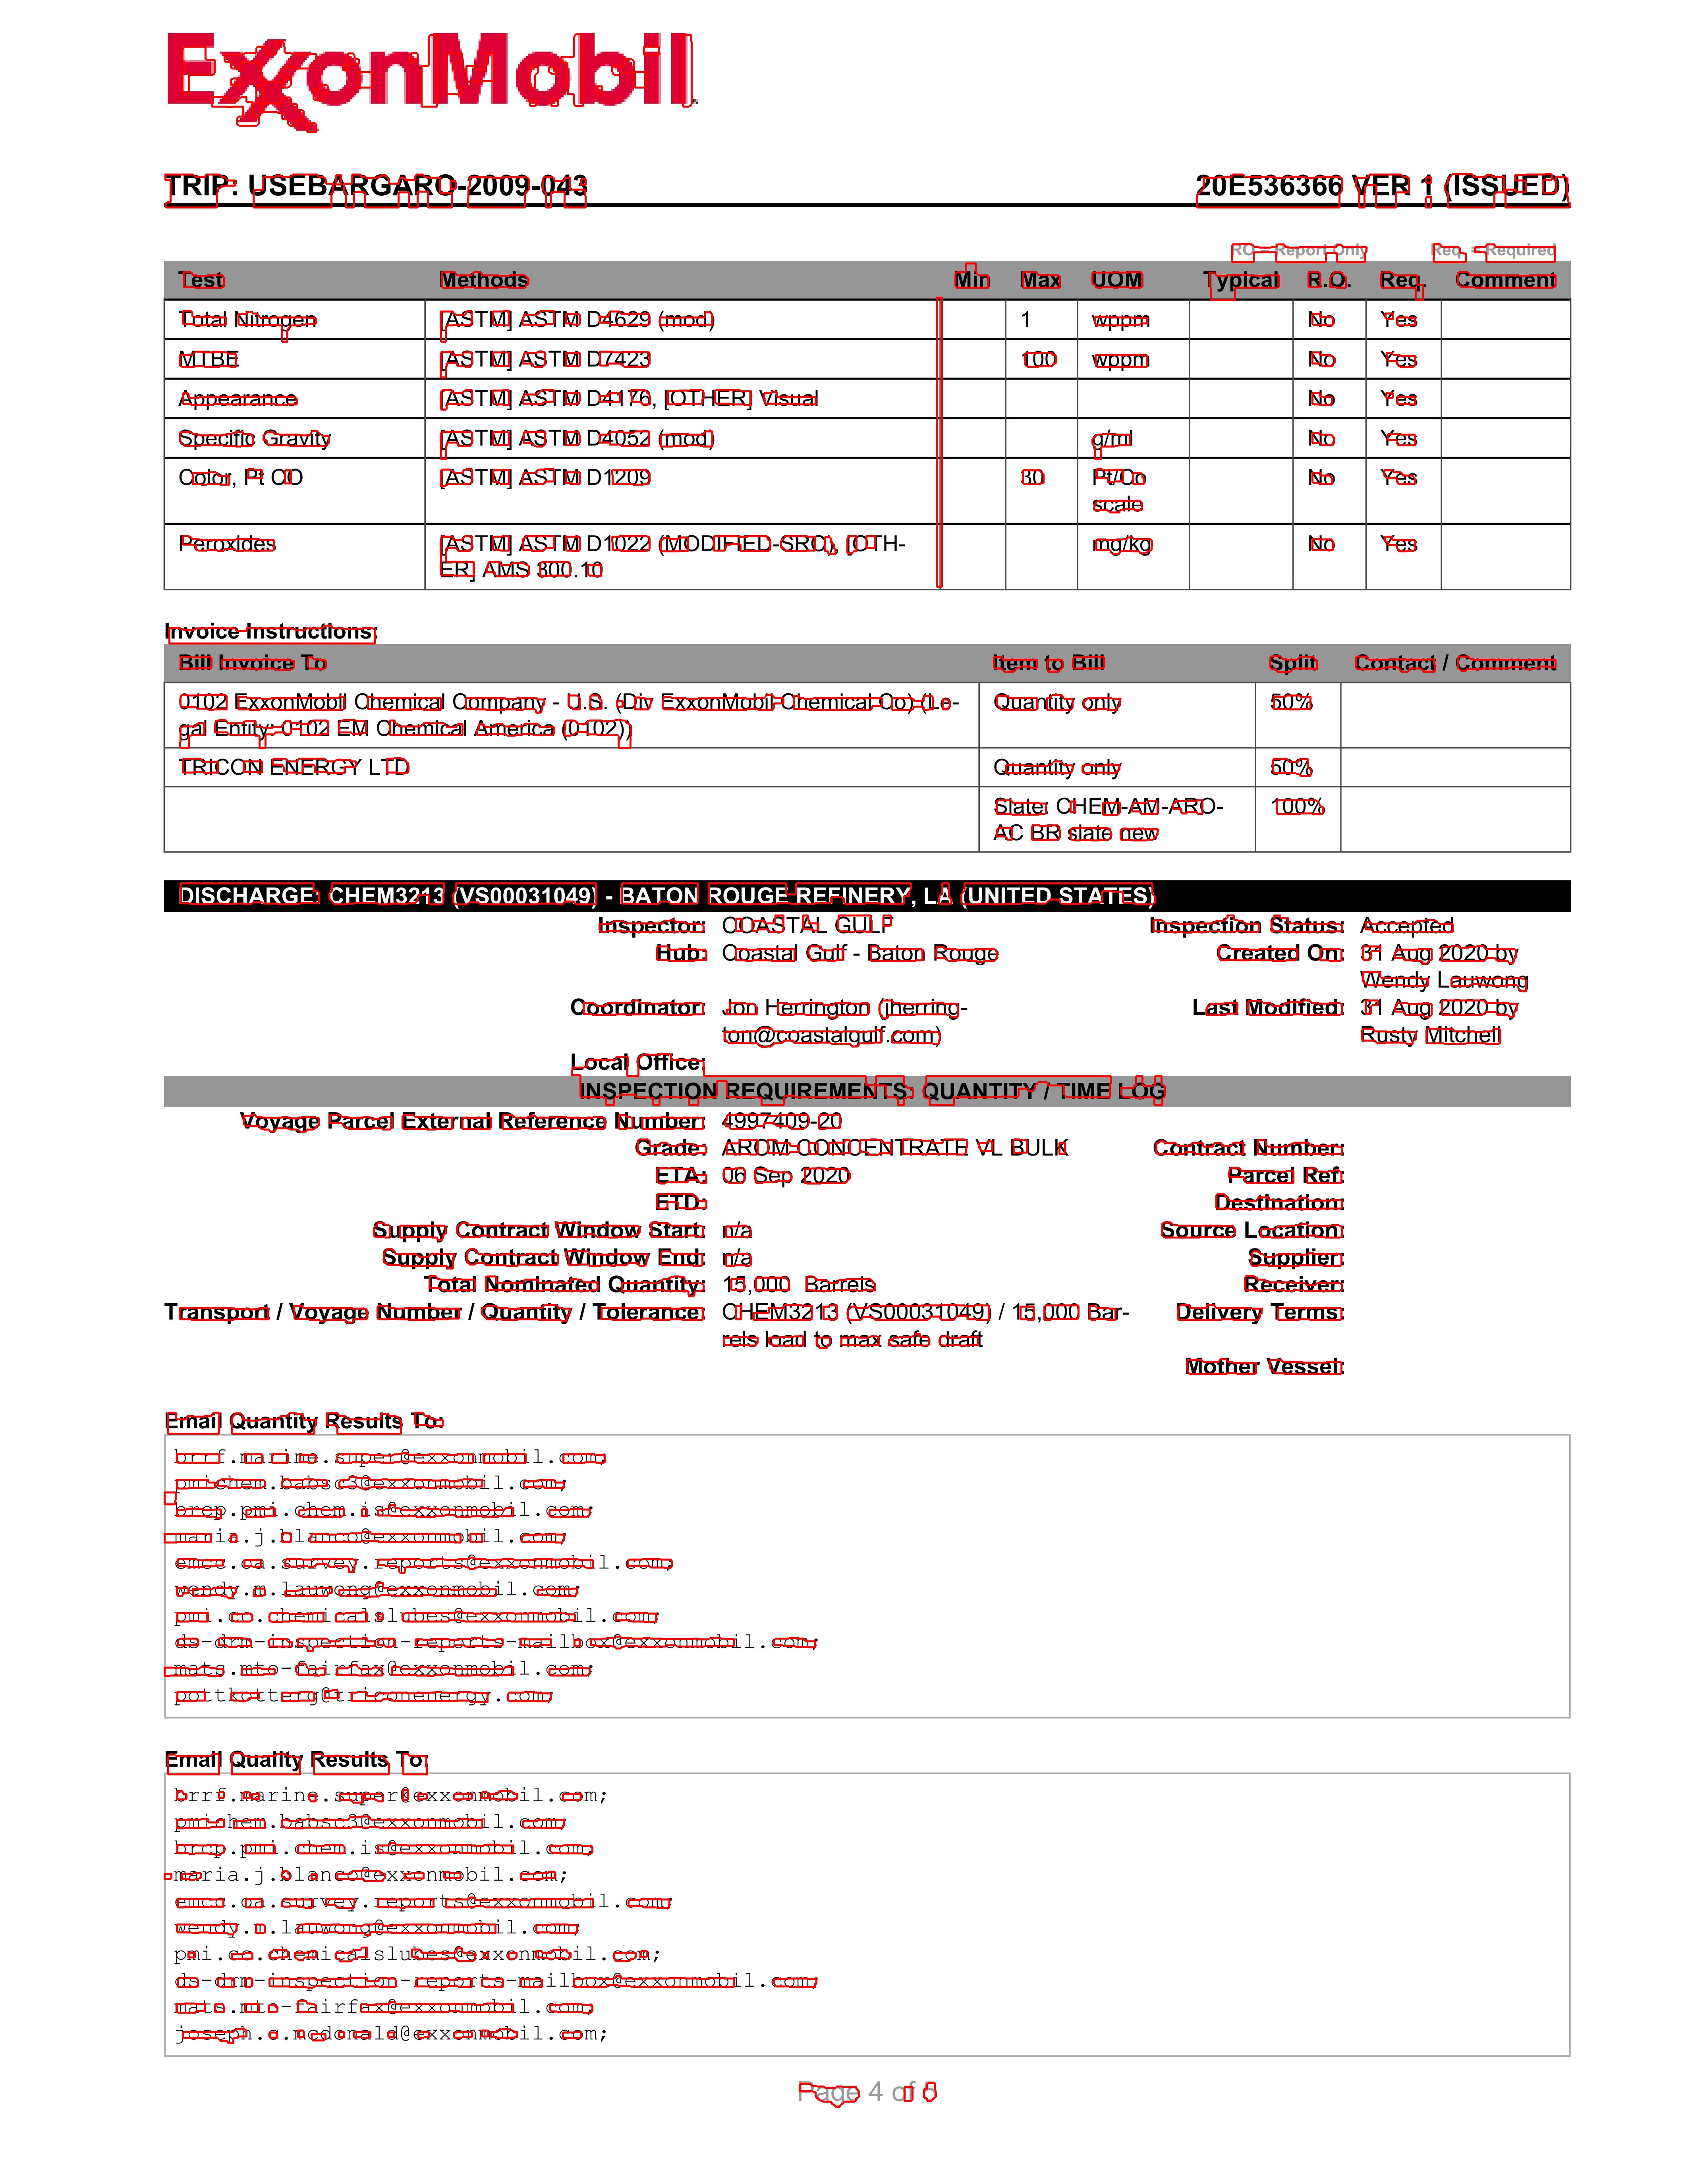 ExxonMobil
TRIP: USEBARGARO-2009-043 20E536366 VER 1 (ISSUED)
RO = Report Only Req. = Required
Test Methods Min Max UOM Typical R.O. Req. Comment
Total Nitrogen [ASTM] ASTM D4629 (mod) 1 wppm No Yes
MTBE [ASTM] ASTM D7423 100 wppm No Yes
Appearance [ASTM] ASTM D4176, [OTHER] Visual No Yes
Specific Gravity [ASTM] ASTM D4052 (mod) g/ml No Yes
Color, Pt CO [ASTM] ASTM D1209 30 Pt/Co No Yes
scale
Peroxides [ASTM] ASTM D1022 (MODIFIED-SRC), [OTH- mg/kg No Yes
ER] AMS 300.10
Invoice Instructions:
Bill Invoice To Item to Bill Split Contact / Comment
0102 ExxonMobil Chemical Company - U.S. (Div ExxonMobil Chemical Co) (Le- Quantity only 50%
gal Entity: 0102 EM Chemical America (0102))
TRICON ENERGY LTD Quantity only 50%
Slate: CHEM-AM-ARO- 100%
AC BR slate new
DISCHARGE: CHEM3213 (VS00031049) - BATON ROUGE REFINERY, LA (UNITED STATES)
Inspector: COASTAL GULF Inspection Status: Accepted
Hub: Coastal Gulf - Baton Rouge Created On: 31 Aug 2020 by
Wendy Lauwong
Coordinator: Jon Herrington (jherring- Last Modified: 31 Aug 2020 by
ton@coastalgulf.com) Rusty Mitchell
Local Office:
INSPECTION REQUIREMENTS: QUANTITY / TIME LOG
Voyage Parcel External Reference Number: 4997409-20
Grade: AROM CONCENTRATE VL BULK Contract Number:
ETA: 06 Sep 2020 Parcel Ref:
ETD: Destination:
Supply Contract Window Start: n/a Source Location:
Supply Contract Window End: n/a Supplier:
Total Nominated Quantity: 15,000 Barrels Receiver:
Transport / Voyage Number / Quantity / Tolerance: CHEM3213 (VS00031049) / 15,000 Bar- Delivery Terms:
rels load to max safe draft
Mother Vessel:
Email Quantity Results To:
brrf.marine.super@exxonmobil.com;
pmichem.babsc3@exxonmobil.com;
brcp.pmi.chem.is@exxonmobil.com;
maria.j.blanco@exxonmobil.com;
emcc.oa.survey.reports@exxonmobil.com;
wendy.m.lauwong@exxonmobil.com;
pmi.co.chemicalslubes@exxonmobil.com;
ds-drm-inspection-reports-mailbox@exxonmobil.com;
mats.mto-fairfax@exxonmobil.com;
pottkotterg@triconenergy.com;
Email Quality Results To:
brrf.marine.super@exxonmobil.com;
pmichem.babsc3@exxonmobil.com;
brcp.pmi.chem.is@exxonmobil.com;
maria.j.blanco@exxonmobil.com;
emcc.oa.survey.reports@exxonmobil.com;
wendy.m.lauwong@exxonmobil.com;
pmi.co.chemicalslubes@exxonmobil.com;
ds-drm-inspection-reports-mailbox@exxonmobil.com;
mats.mto-fairfax@exxonmobil.com;
joseph.c.mcdonald@exxonmobil.com;
Page 4 of 5